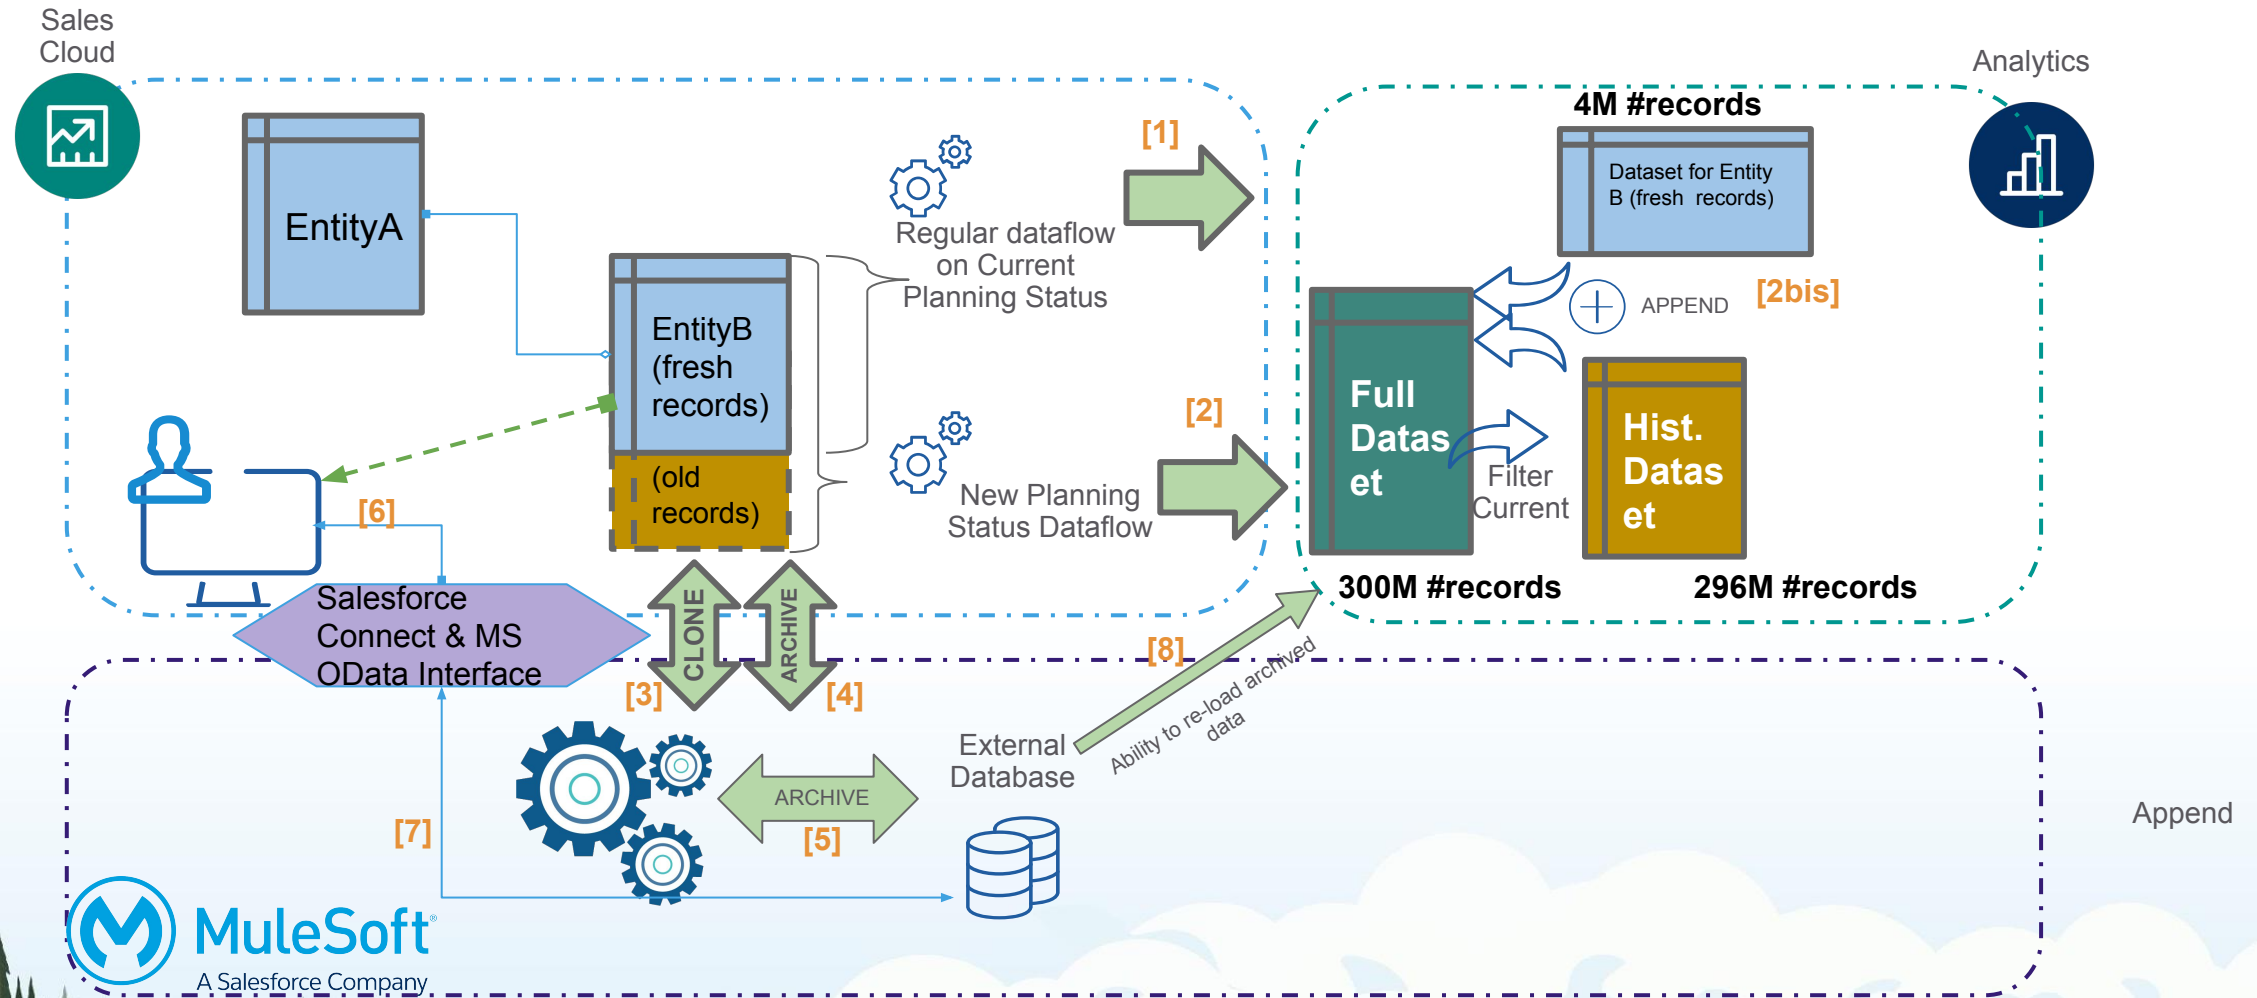 Sales
Cloud
Analytics
4M #records
[1]
Dataset for Entity
B (fresh  records)
EntityA
Regular dataflow
on Current
Planning Status
[2bis]
APPEND
EntityB
(fresh
records)
Full
Datas
et
[2]
Hist.
Datas
et
(old
records)
Filter
Current
New Planning
Status Dataflow
[6]
300M #records
296M #records
Salesforce
Connect & MS
OData Interface
CLONE
ARCHIVE
[3]
[4]
[8]
Ability to re-load archived
data
External
Database
ARCHIVE
[5]
[7]
Append
MuleSoft®
A Salesforce Company